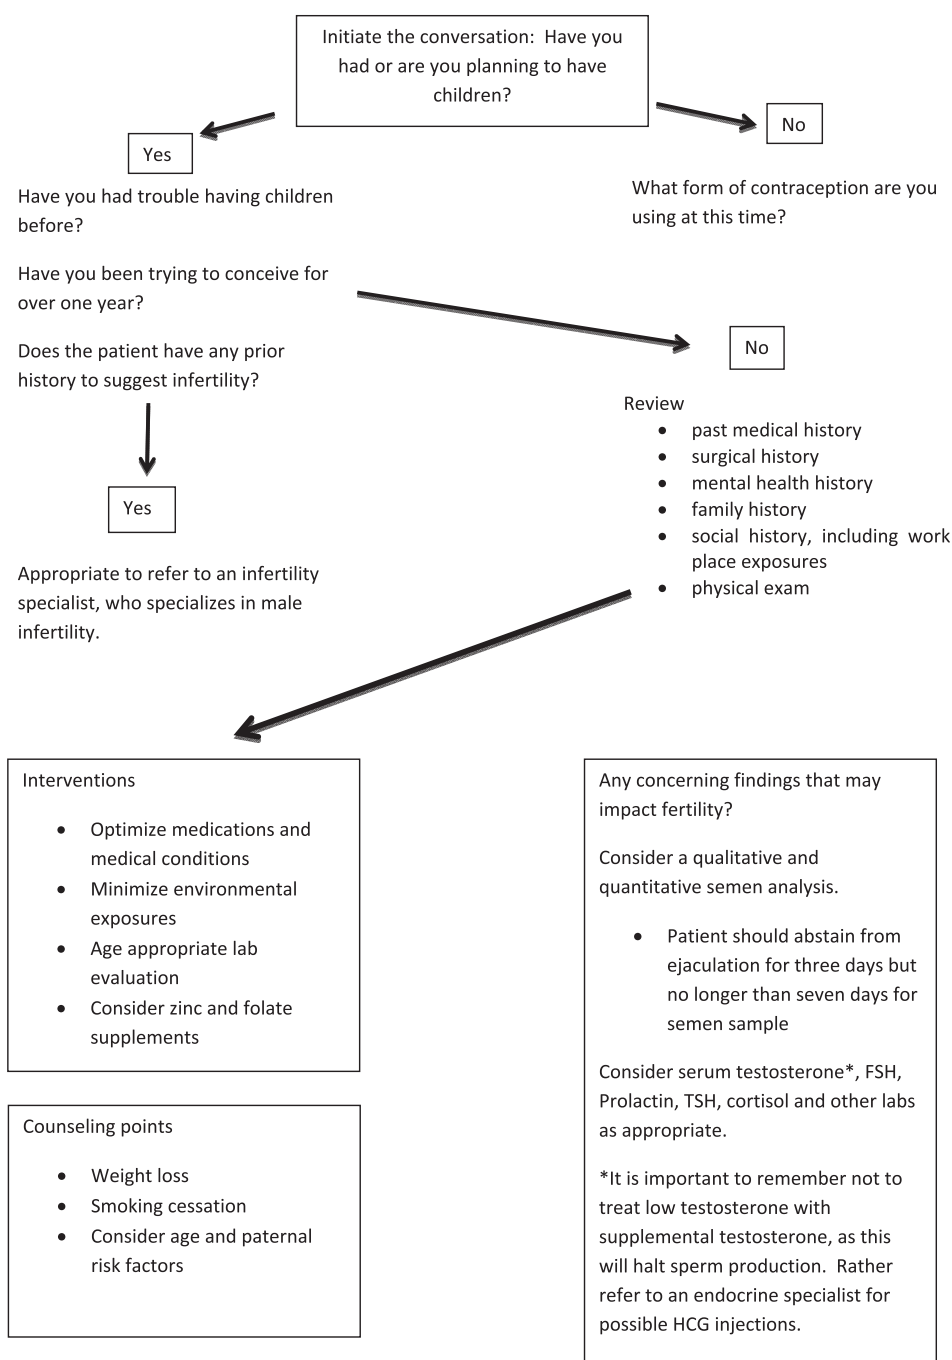 Initiate the conversation: Have you
had or are you planning to have
children?
Yes
No
Have you had trouble having children
before?
What form of contraception are you
using at this time?
Have you been trying to conceive for
over one year?
Does the patient have any prior
history to suggest infertility?
No
Review
• past medical history
• surgical history
• mental health history
• family history
• social history, including work
place exposures
• physical exam
Yes
Appropriate to refer to an infertility
specialist, who specializes in male
infertility.
Interventions
• Optimize medications and
medical conditions
• Minimize environmental
exposures
• Age appropriate lab
evaluation
• Consider zinc and folate
supplements
Counseling points
• Weight loss
• Smoking cessation
• Consider age and paternal
risk factors
Any concerning findings that may
impact fertility?
Consider a qualitative and
quantitative semen analysis.
• Patient should abstain from
ejaculation for three days but
no longer than seven days for
semen sample
Consider serum testosterone*, FSH,
Prolactin, TSH, cortisol and other labs
as appropriate.
*It is important to remember not to
treat low testosterone with
supplemental testosterone, as this
will halt sperm production. Rather
refer to an endocrine specialist for
possible HCG injections.